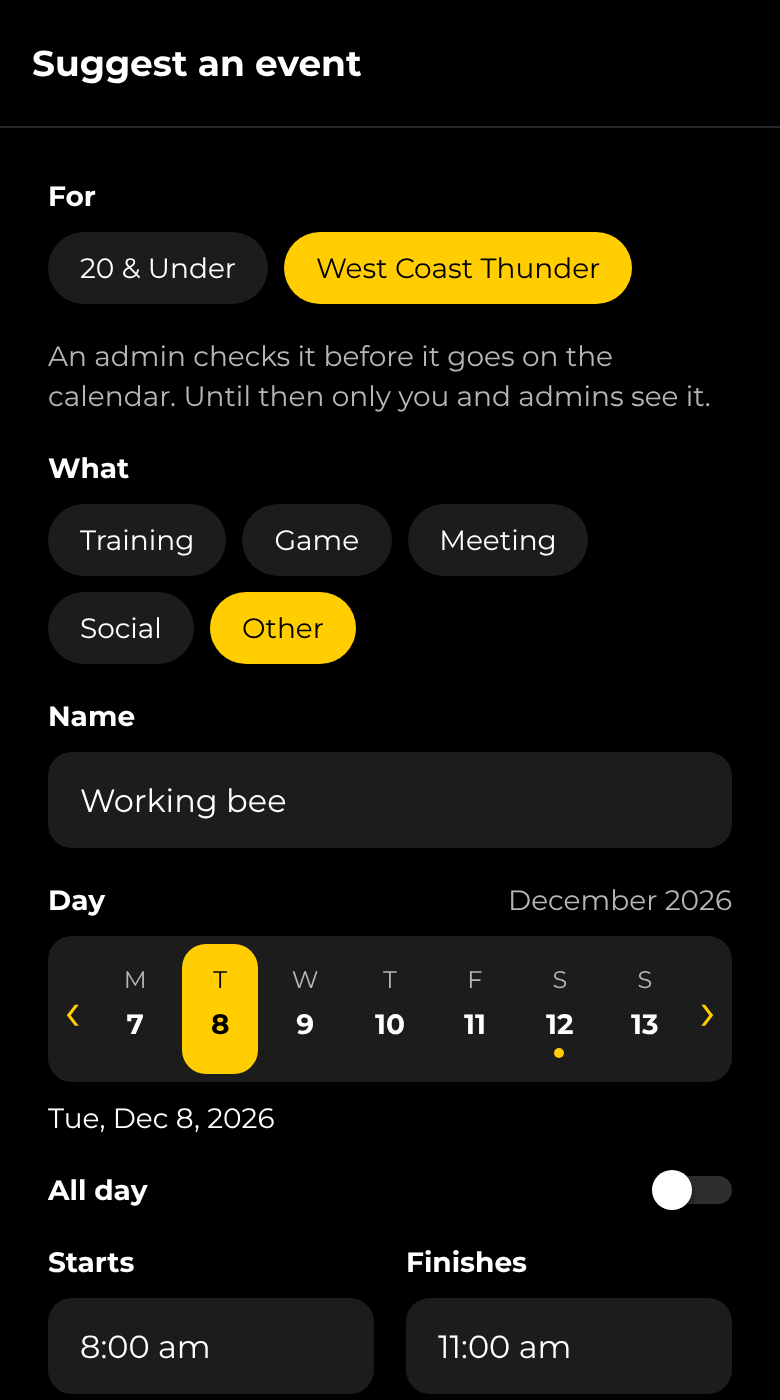 Suggest an event
For
20 & Under
West Coast Thunder
An admin checks it before it goes on the
calendar. Until then only you and admins see it.
What
Training
Game
Meeting
Social
Other
Name
Working bee
Day
December 2026
M T W T F S S
‹ 7 8 9 10 11 12 13 ›
Tue, Dec 8, 2026
All day
Starts
Finishes
8:00 am
11:00 am